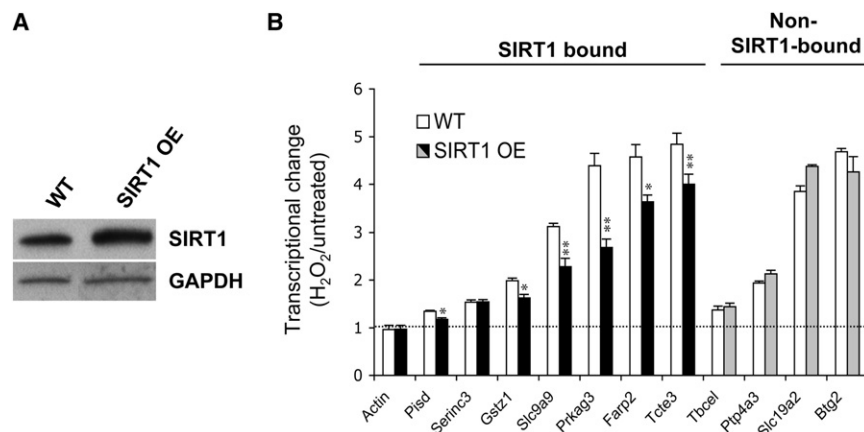 A
WT
SIRT1 OE
SIRT1
GAPDH
B
SIRT1 bound
Non-
SIRT1-bound
Transcriptional change
(H₂O₂/untreated)
6
5
4
3
2
1
0
WT
SIRT1 OE
*
*
**
**
*
**
Actin
Pisd
Serinc3
Gstz1
Slc9a9
Prkag3
Farp2
Tcte3
Tbcel
Ptp4a3
Slc19a2
Btg2